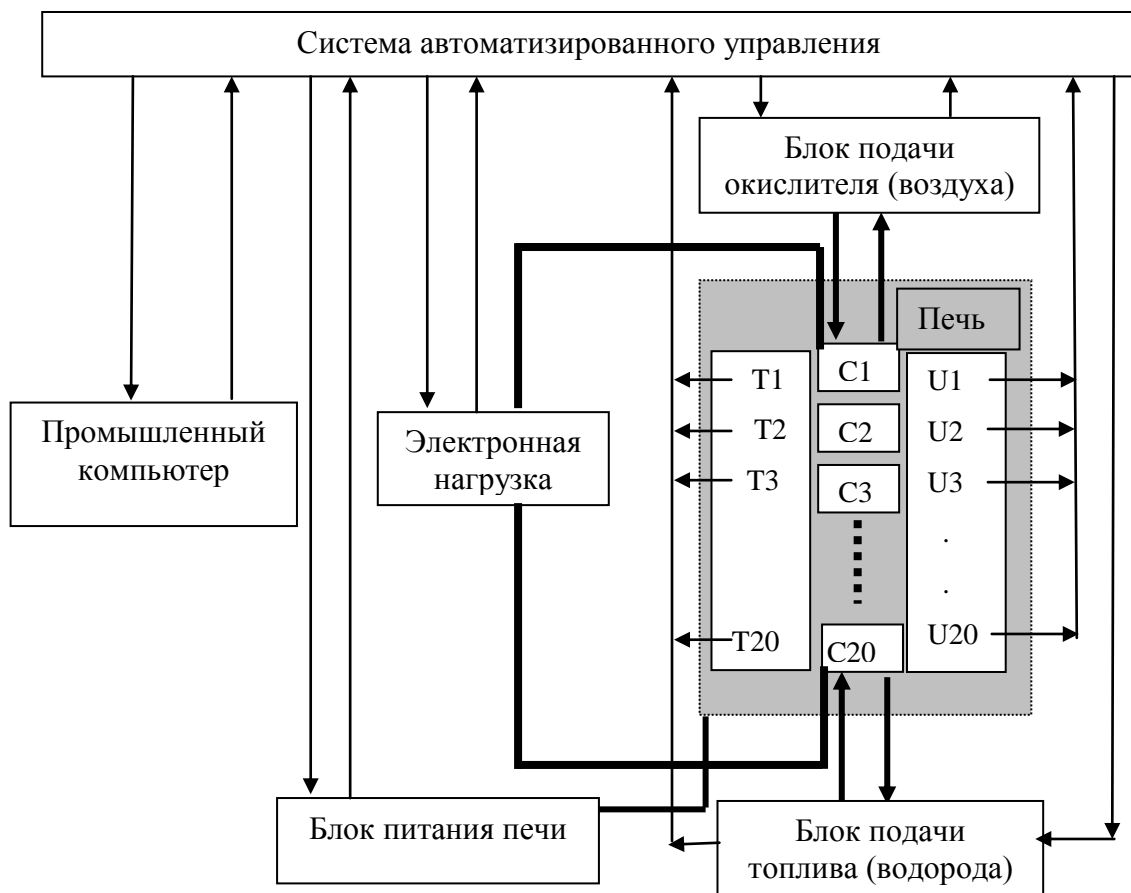 Система автоматизированного управления
Блок подачи
окислителя (воздуха)
Печь
T1
C1
U1
Промышленный
компьютер
Электронная
нагрузка
T2
C2
U2
T3
C3
U3
.
.
T20
C20
U20
Блок питания печи
Блок подачи
топлива (водорода)